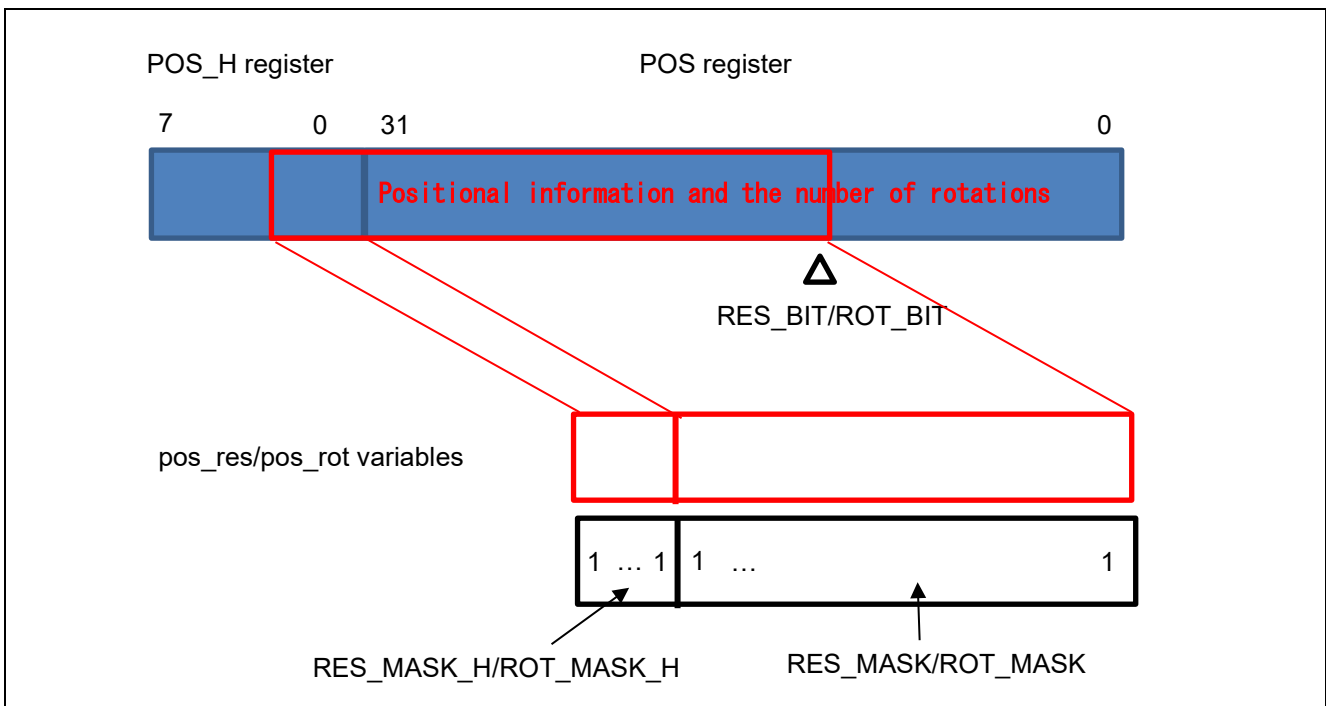 POS_H register POS register
7 0 31 0
Positional information and the number of rotations
RES_BIT/ROT_BIT
pos_res/pos_rot variables
1 … 1 1 … 1
RES_MASK_H/ROT_MASK_H RES_MASK/ROT_MASK